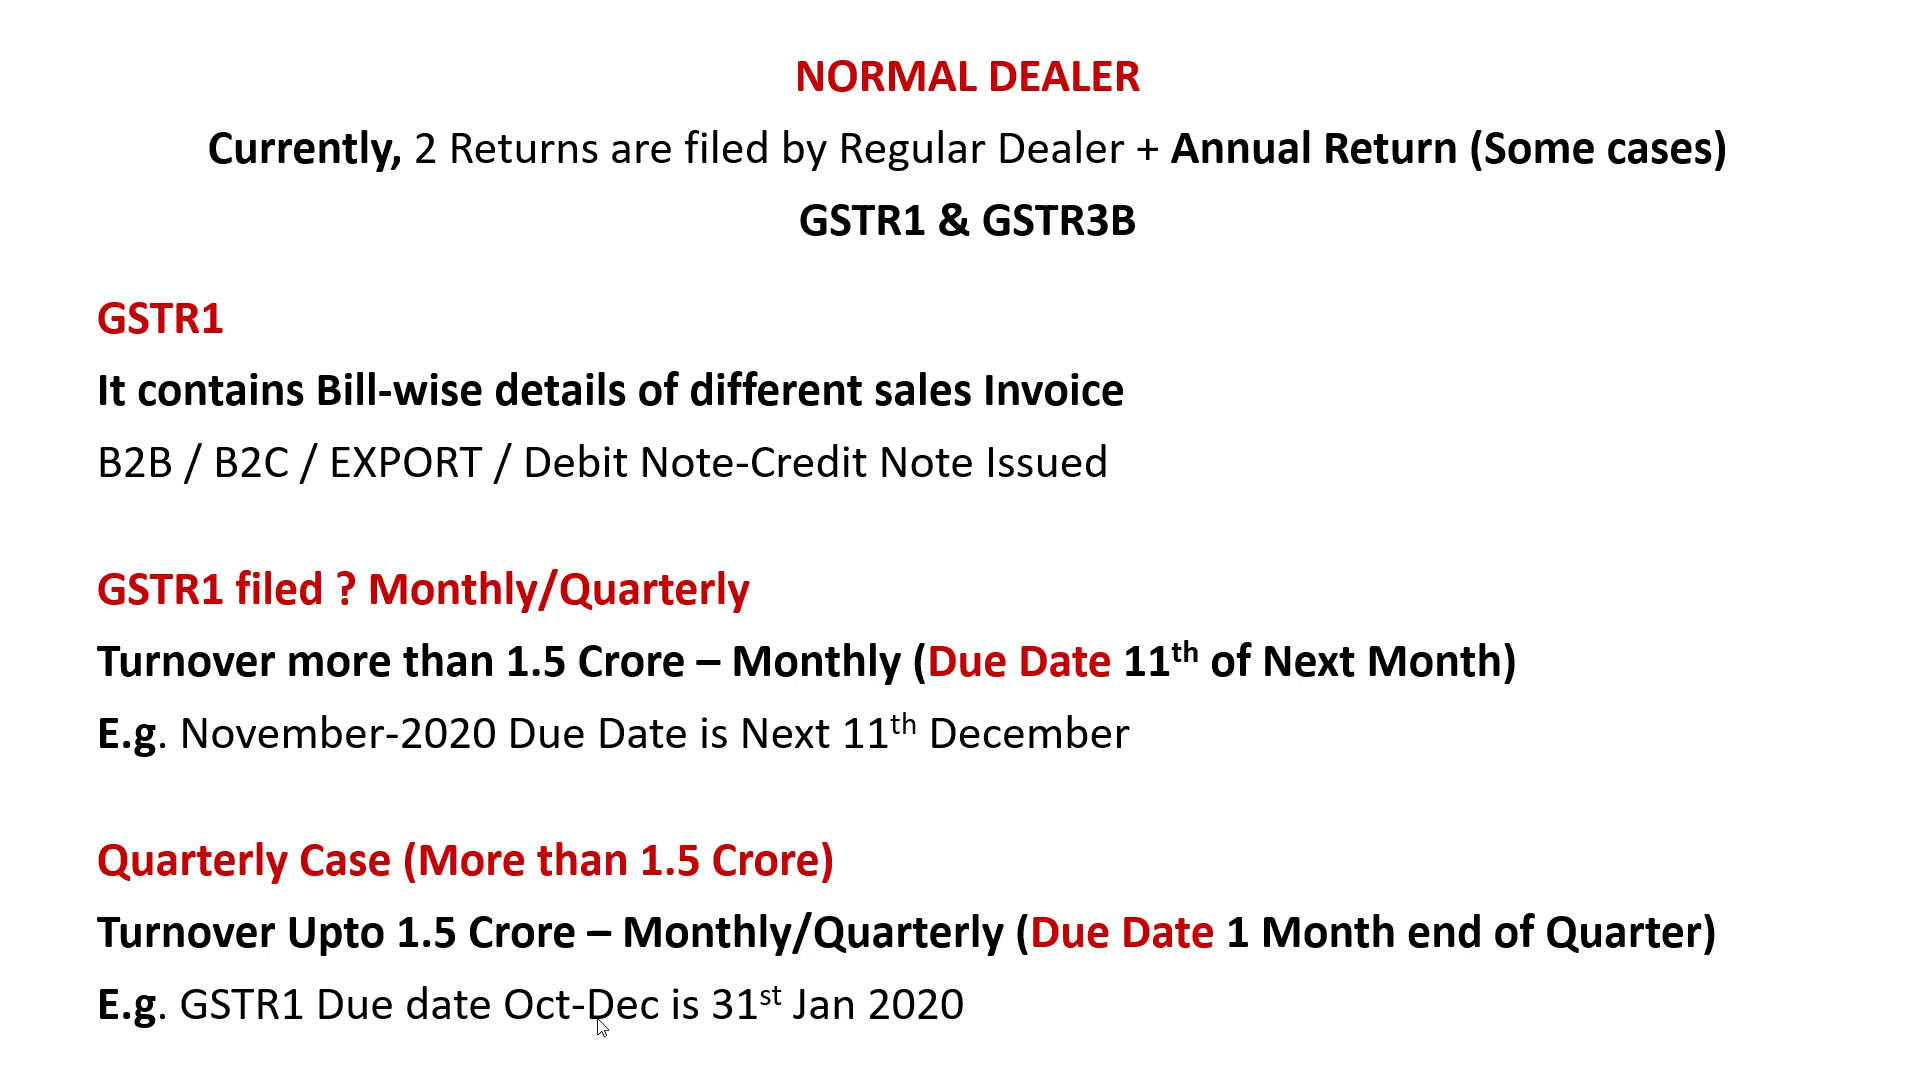 NORMAL DEALER
Currently, 2 Returns are filed by Regular Dealer + Annual Return (Some cases)
GSTR1 & GSTR3B
GSTR1
It contains Bill-wise details of different sales Invoice
B2B / B2C / EXPORT / Debit Note-Credit Note Issued
GSTR1 filed ? Monthly/Quarterly
Turnover more than 1.5 Crore – Monthly (Due Date 11th of Next Month)
E.g. November-2020 Due Date is Next 11th December
Quarterly Case (More than 1.5 Crore)
Turnover Upto 1.5 Crore – Monthly/Quarterly (Due Date 1 Month end of Quarter)
E.g. GSTR1 Due date Oct-Dec is 31st Jan 2020